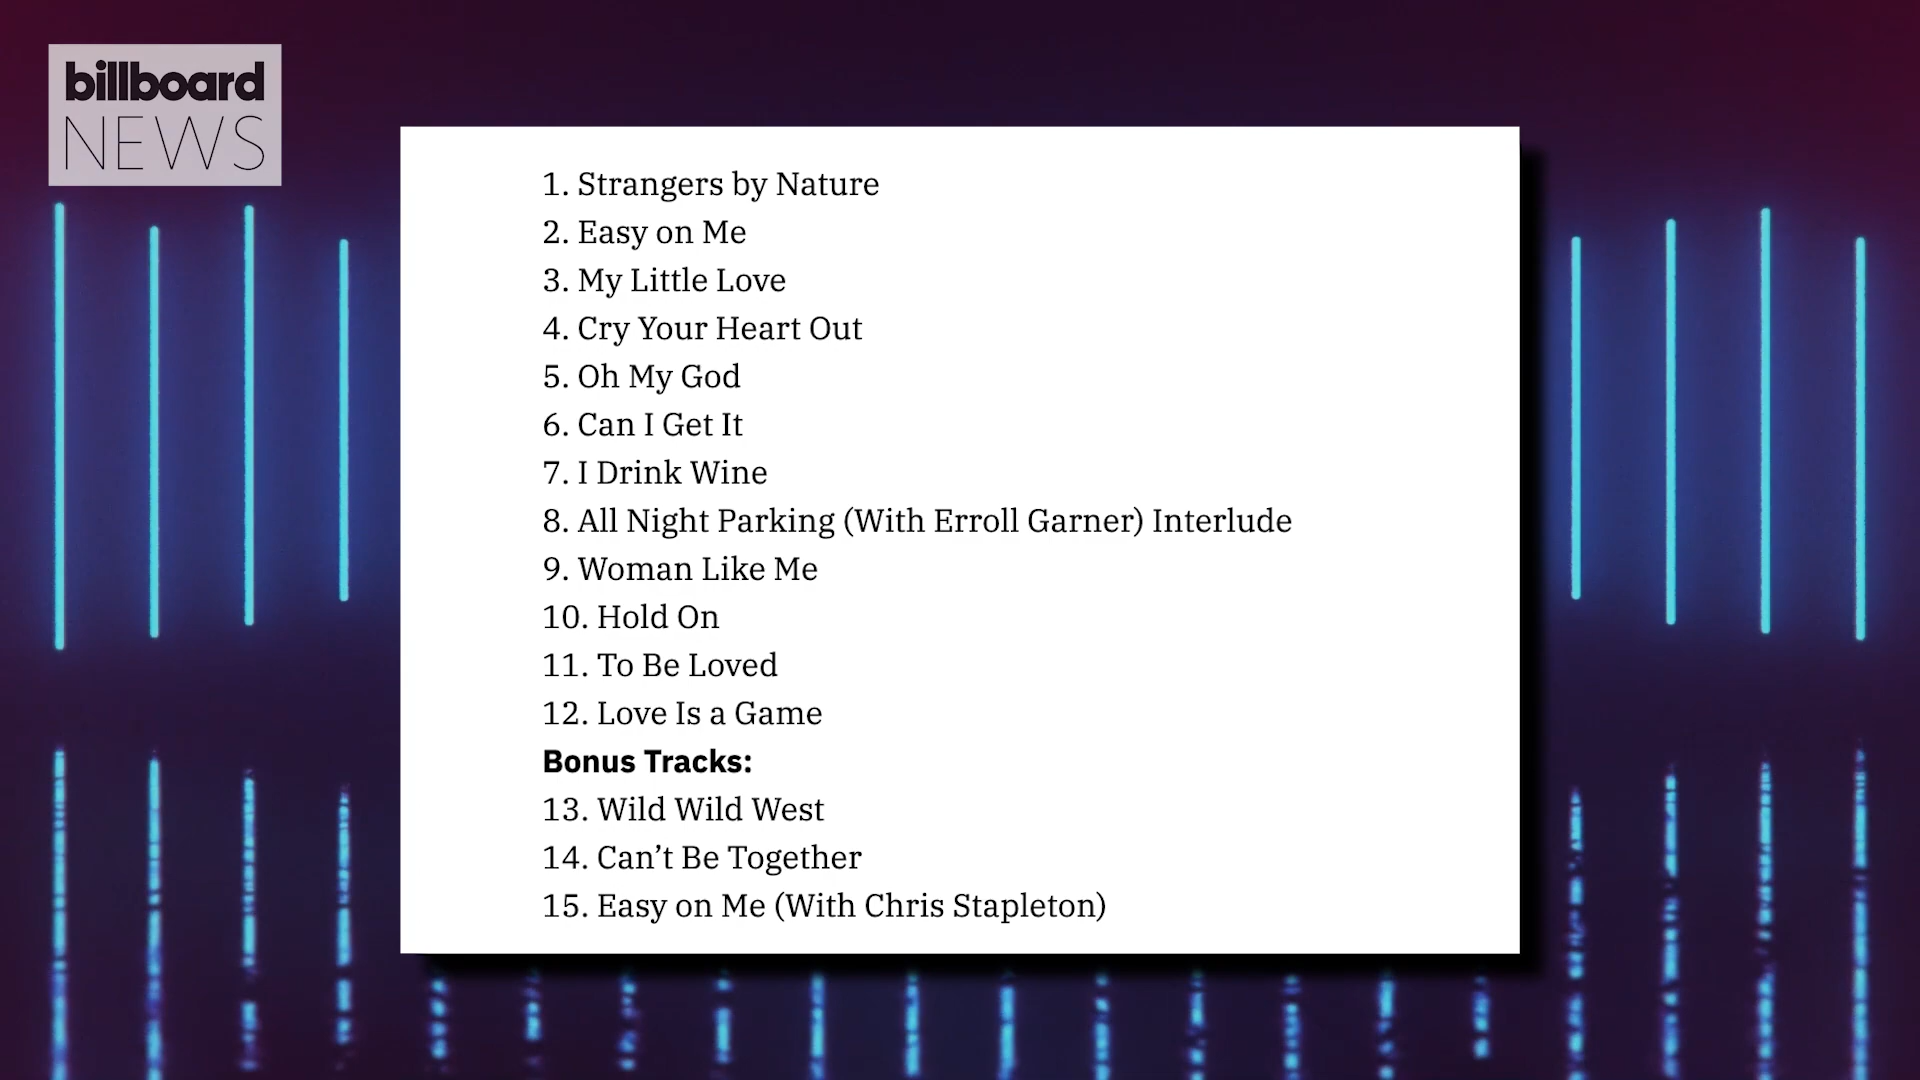 billboard
NEWS
1. Strangers by Nature
2. Easy on Me
3. My Little Love
4. Cry Your Heart Out
5. Oh My God
6. Can I Get It
7. I Drink Wine
8. All Night Parking (With Erroll Garner) Interlude
9. Woman Like Me
10. Hold On
11. To Be Loved
12. Love Is a Game
Bonus Tracks:
13. Wild Wild West
14. Can’t Be Together
15. Easy on Me (With Chris Stapleton)